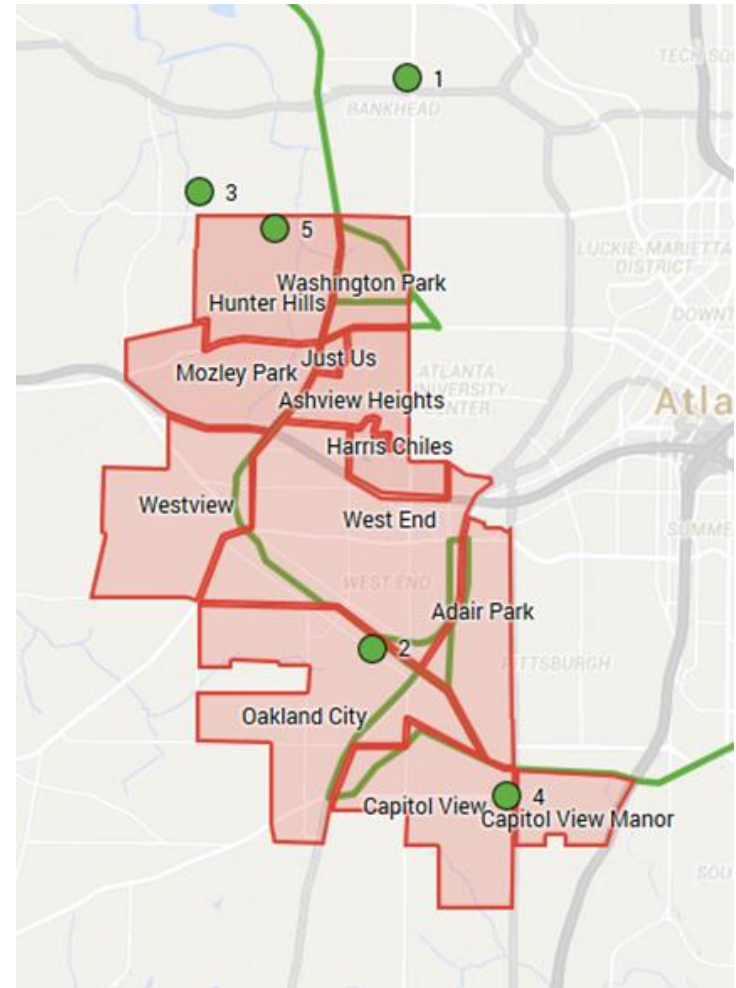 TECH SQ
1
BANKHEAD
3
5
LUCKIE-MARIETTA
DISTRICT
Washington Park
Hunter Hills
DOWNT
Just Us
Mozley Park
ATLANTA
UNIVERSITY
CENTER
Ashview Heights
Atla
Harris Chiles
Westview
West End
SUMME
WEST END
Adair Park
2
PITTSBURGH
Oakland City
4
Capitol View
Capitol View Manor
SOU